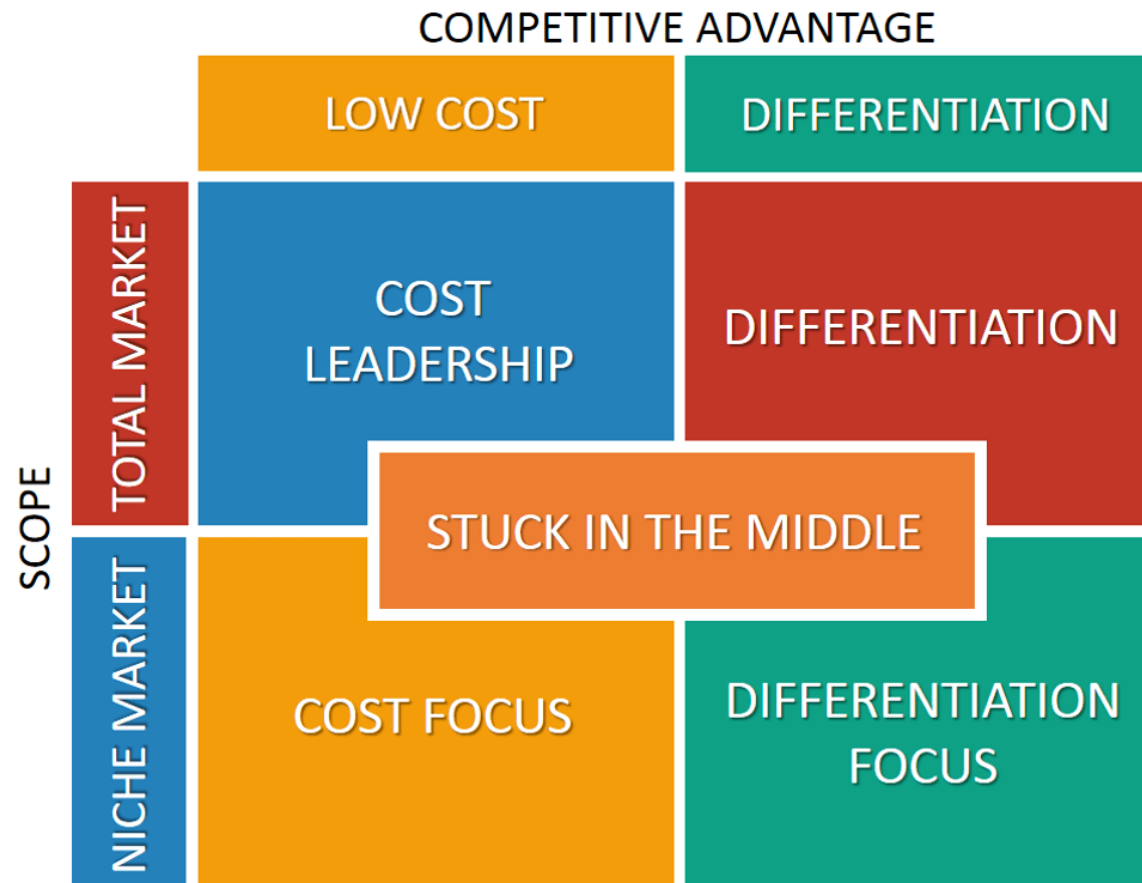 COMPETITIVE ADVANTAGE
LOW COST
DIFFERENTIATION
SCOPE
TOTAL MARKET
COST
LEADERSHIP
DIFFERENTIATION
STUCK IN THE MIDDLE
NICHE MARKET
COST FOCUS
DIFFERENTIATION
FOCUS